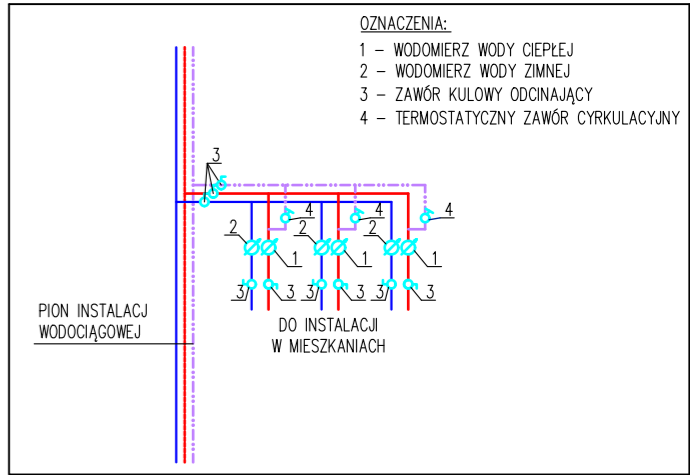 OZNACZENIA:
1 – WODOMIERZ WODY CIEPŁEJ
2 – WODOMIERZ WODY ZIMNEJ
3 – ZAWÓR KULOWY ODCINAJĄCY
4 – TERMOSTATYCZNY ZAWÓR CYRKULACYJNY
3
4 4 4
2 2 2
1 1 1
3 3 3 3 3 3
PION INSTALACJ
WODOCIĄGOWEJ
DO INSTALACJI
W MIESZKANIACH